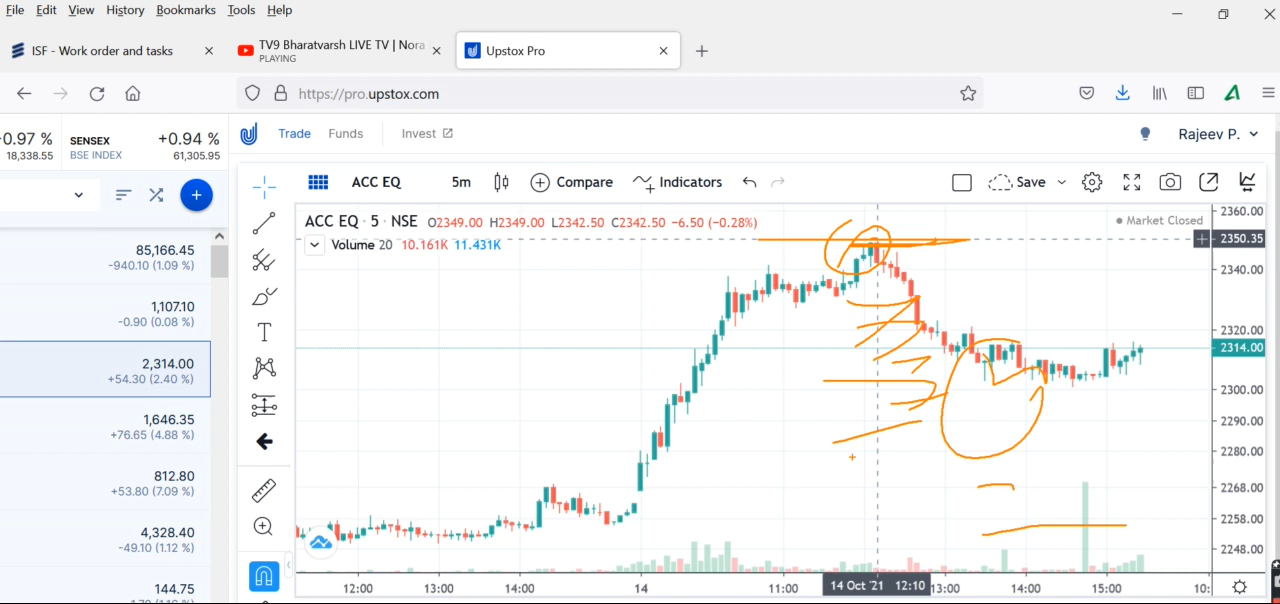 File Edit View History Bookmarks Tools Help
ISF - Work order and tasks
TV9 Bharatvarsh LIVE TV | Nora
PLAYING
Upstox Pro
https://pro.upstox.com
-0.97 % SENSEX +0.94 %
18,338.55 BSE INDEX 61,305.95
Trade Funds Invest Rajeev P.
ACC EQ 5m Compare Indicators Save
85,166.45
-940.10 (1.09 %)
1,107.10
-0.90 (0.08 %)
2,314.00
+54.30 (2.40 %)
1,646.35
+76.65 (4.88 %)
812.80
+53.80 (7.09 %)
4,328.40
-49.10 (1.12 %)
144.75
ACC EQ · 5 · NSE O2349.00 H2349.00 L2342.50 C2342.50 -6.50 (-0.28%)
Volume 20 10.161K 11.431K
Market Closed
2360.00
2350.35
2340.00
2320.00
2314.00
2300.00
2290.00
2280.00
2268.00
2258.00
2248.00
12:00 13:00 14:00 14 11:00 14 Oct '21 12:10 13:00 14:00 15:00 10: